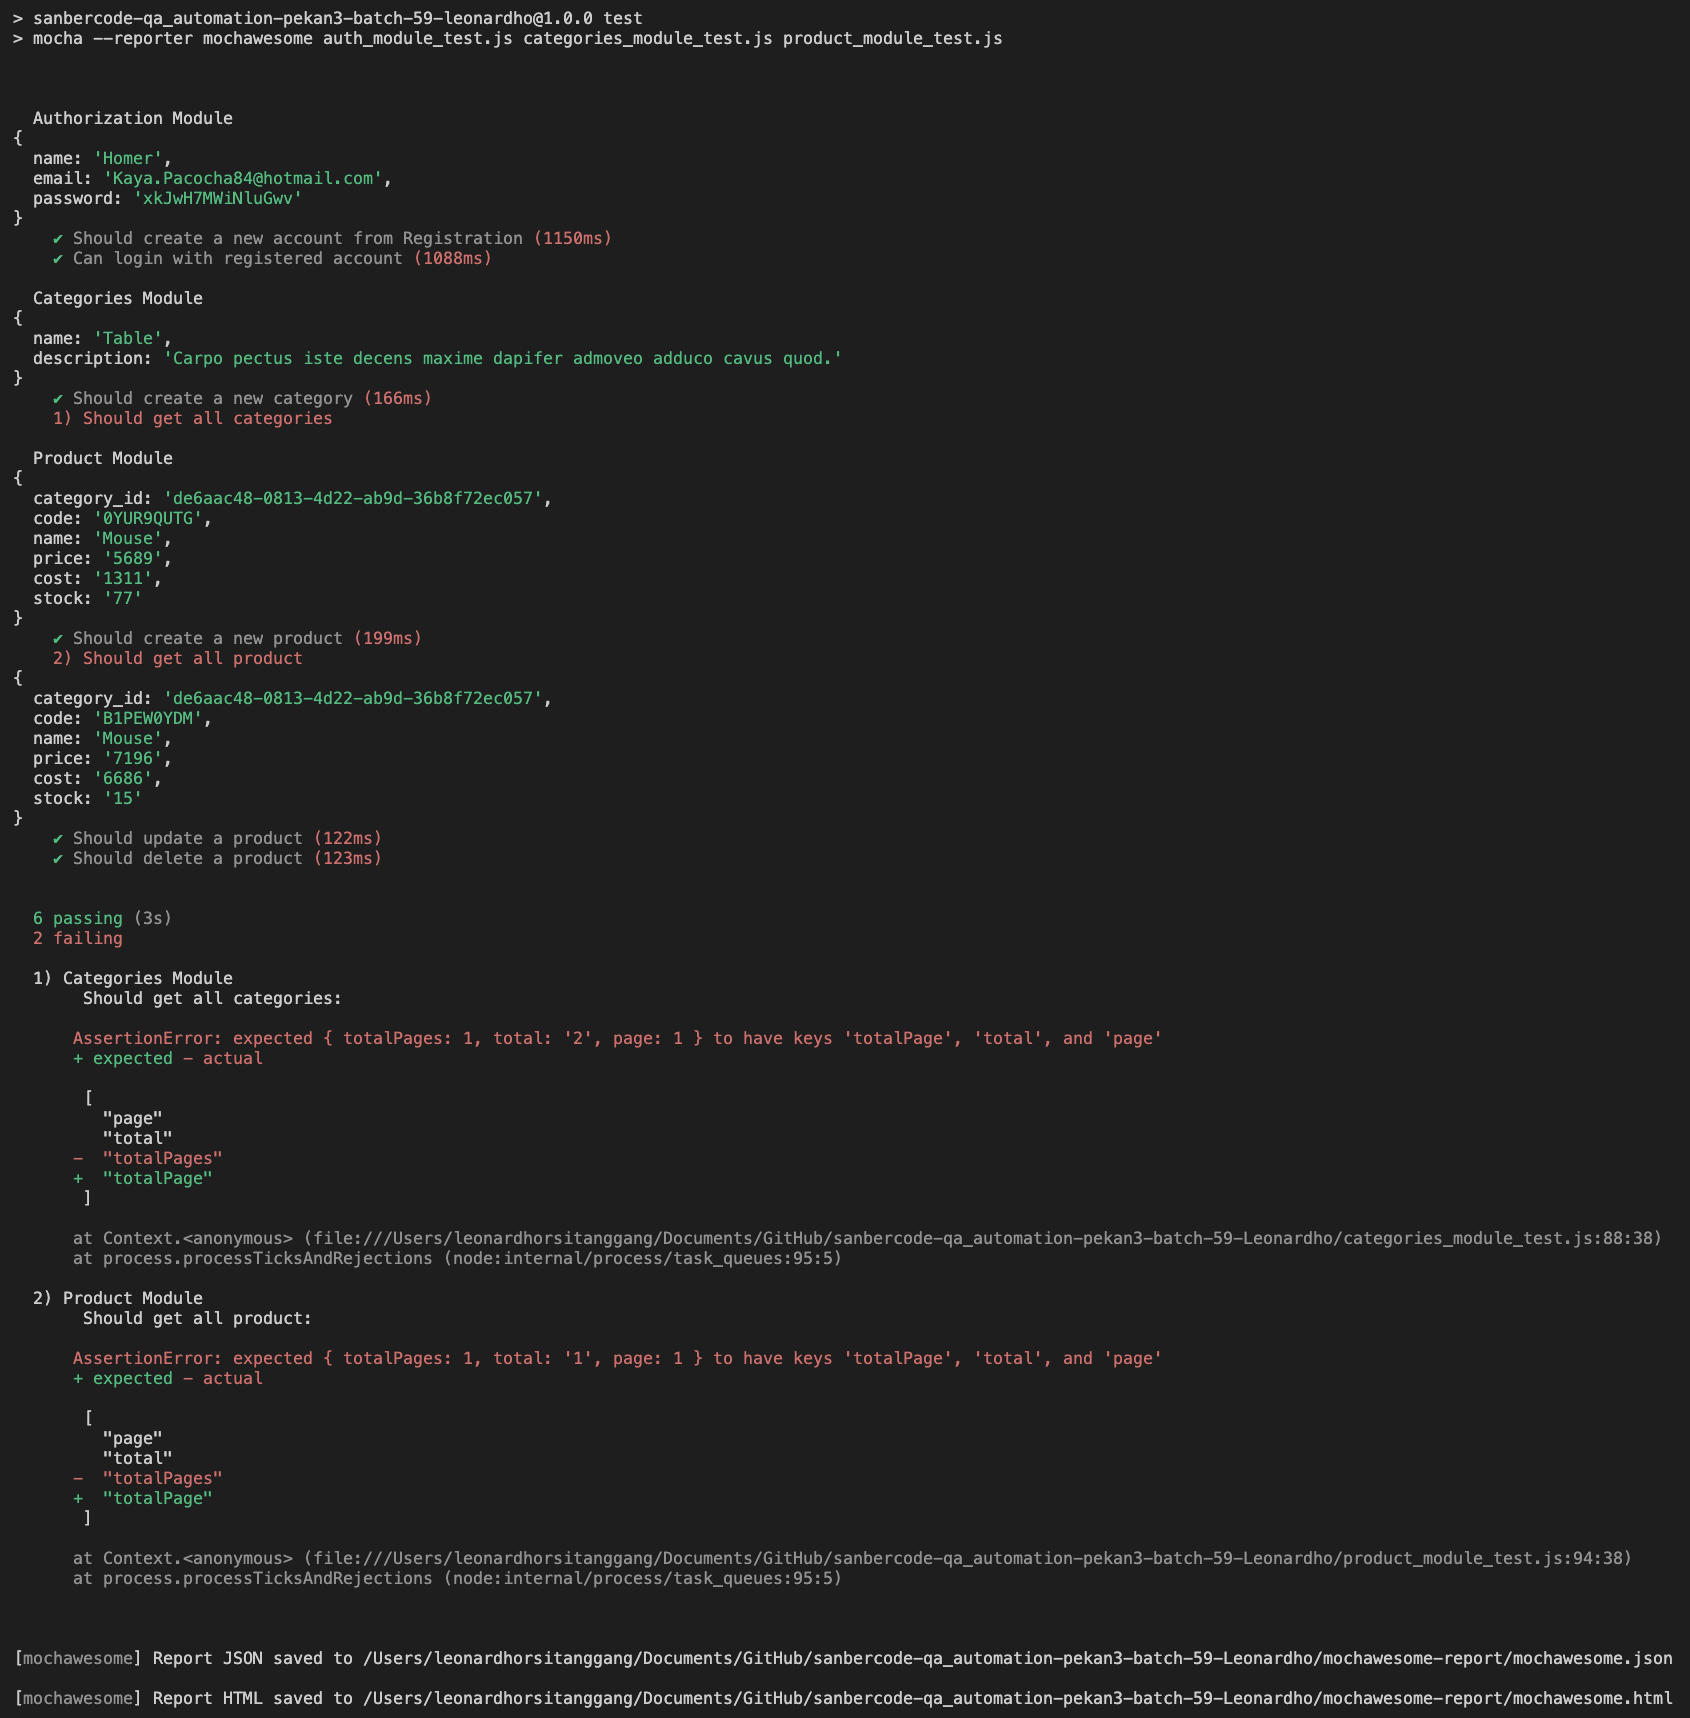 > sanbercode-qa_automation-pekan3-batch-59-leonardho@1.0.0 test
> mocha --reporter mochawesome auth_module_test.js categories_module_test.js product_module_test.js
Authorization Module
{
name: 'Homer',
email: 'Kaya.Pacocha84@hotmail.com',
password: 'xkJwH7MWiNluGwv'
}
✔ Should create a new account from Registration (1150ms)
✔ Can login with registered account (1088ms)
Categories Module
{
name: 'Table',
description: 'Carpo pectus iste decens maxime dapifer admoveo adduco cavus quod.'
}
✔ Should create a new category (166ms)
1) Should get all categories
Product Module
{
category_id: 'de6aac48-0813-4d22-ab9d-36b8f72ec057',
code: '0YUR9QUTG',
name: 'Mouse',
price: '5689',
cost: '1311',
stock: '77'
}
✔ Should create a new product (199ms)
2) Should get all product
{
category_id: 'de6aac48-0813-4d22-ab9d-36b8f72ec057',
code: 'B1PEW0YDM',
name: 'Mouse',
price: '7196',
cost: '6686',
stock: '15'
}
✔ Should update a product (122ms)
✔ Should delete a product (123ms)
6 passing (3s)
2 failing
1) Categories Module
Should get all categories:
AssertionError: expected { totalPages: 1, total: '2', page: 1 } to have keys 'totalPage', 'total', and 'page'
+ expected - actual
[
"page"
"total"
- "totalPages"
+ "totalPage"
]
at Context.<anonymous> (file:///Users/leonardhorsitanggang/Documents/GitHub/sanbercode-qa_automation-pekan3-batch-59-Leonardho/categories_module_test.js:88:38)
at process.processTicksAndRejections (node:internal/process/task_queues:95:5)
2) Product Module
Should get all product:
AssertionError: expected { totalPages: 1, total: '1', page: 1 } to have keys 'totalPage', 'total', and 'page'
+ expected - actual
[
"page"
"total"
- "totalPages"
+ "totalPage"
]
at Context.<anonymous> (file:///Users/leonardhorsitanggang/Documents/GitHub/sanbercode-qa_automation-pekan3-batch-59-Leonardho/product_module_test.js:94:38)
at process.processTicksAndRejections (node:internal/process/task_queues:95:5)
[mochawesome] Report JSON saved to /Users/leonardhorsitanggang/Documents/GitHub/sanbercode-qa_automation-pekan3-batch-59-Leonardho/mochawesome-report/mochawesome.json
[mochawesome] Report HTML saved to /Users/leonardhorsitanggang/Documents/GitHub/sanbercode-qa_automation-pekan3-batch-59-Leonardho/mochawesome-report/mochawesome.html